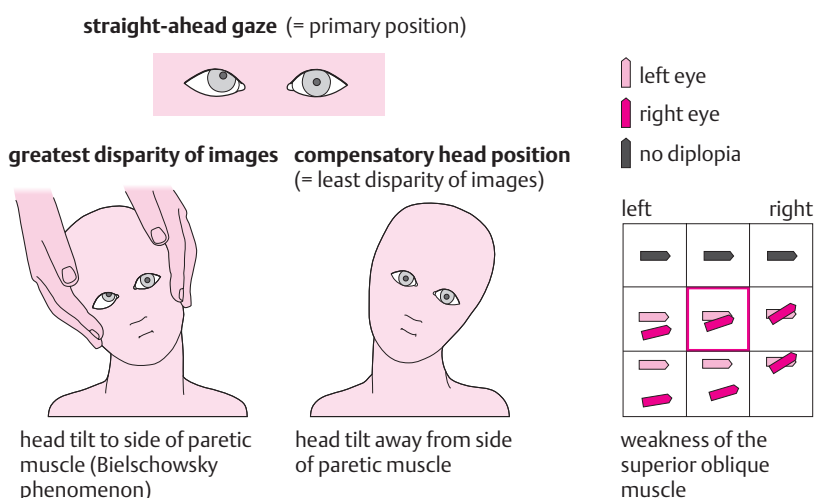 straight-ahead gaze (= primary position)
greatest disparity of images
compensatory head position
(= least disparity of images)
head tilt to side of paretic
muscle (Bielschowsky
phenomenon)
head tilt away from side
of paretic muscle
left eye
right eye
no diplopia
left right
weakness of the
superior oblique
muscle